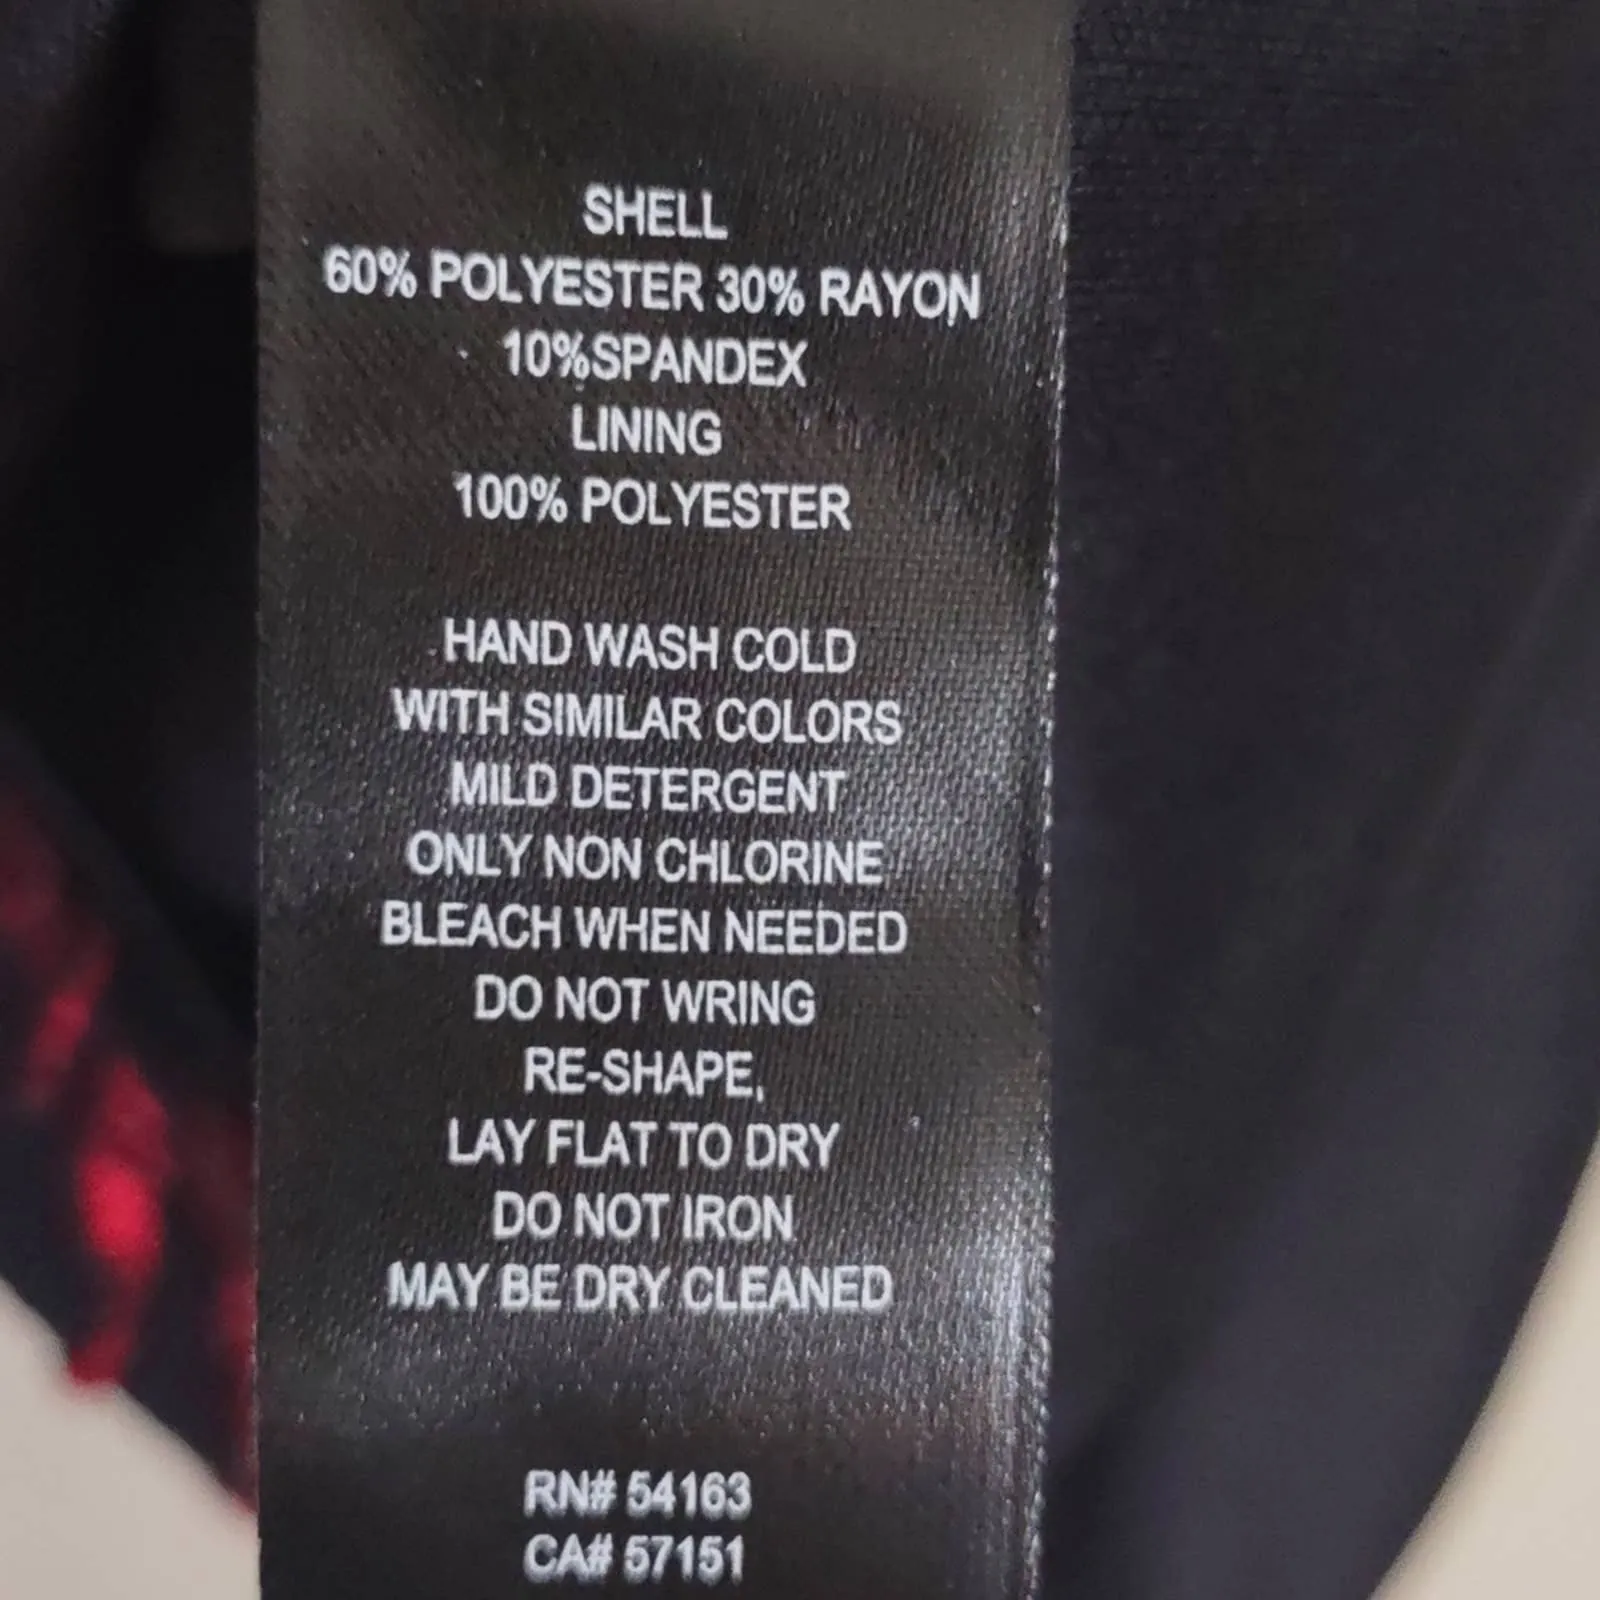 SHELL
60% POLYESTER 30% RAYON
10%SPANDEX
LINING
100% POLYESTER
HAND WASH COLD
WITH SIMILAR COLORS
MILD DETERGENT
ONLY NON CHLORINE
BLEACH WHEN NEEDED
DO NOT WRING
RE-SHAPE,
LAY FLAT TO DRY
DO NOT IRON
MAY BE DRY CLEANED
RN# 54163
CA# 57151